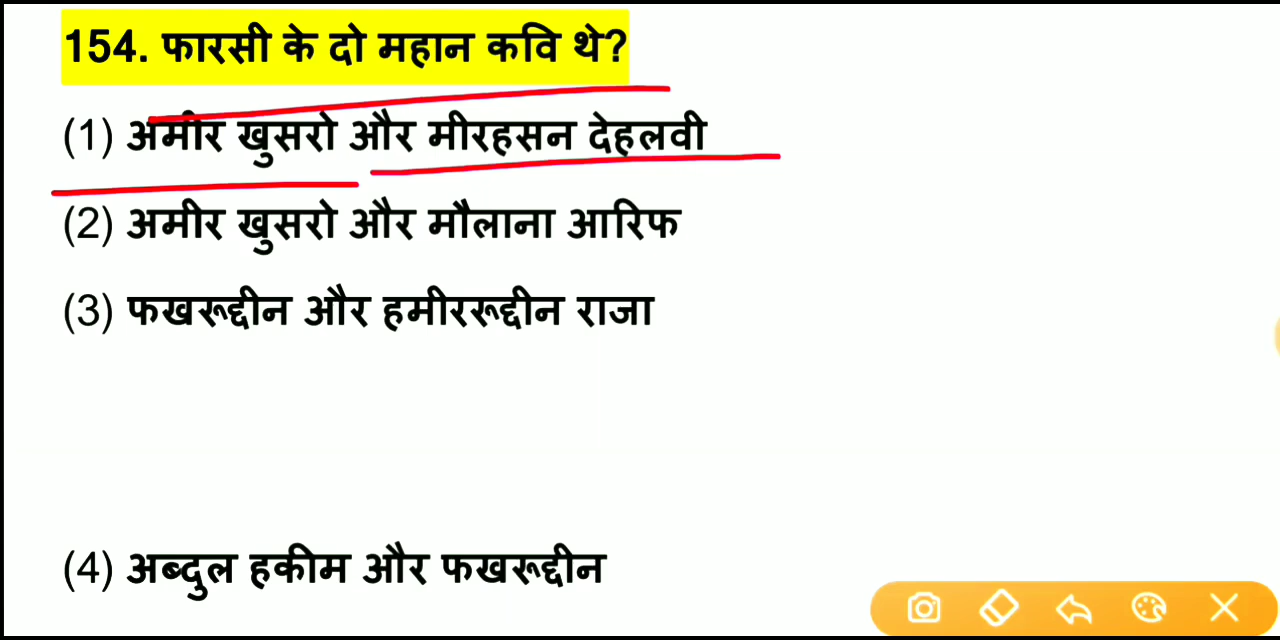 154. फारसी के दो महान कवि थे?
(1) अमीर खुसरो और मीरहसन देहलवी
(2) अमीर खुसरो और मौलाना आरिफ
(3) फखरूद्दीन और हमीररूद्दीन राजा
(4) अब्दुल हकीम और फखरूद्दीन